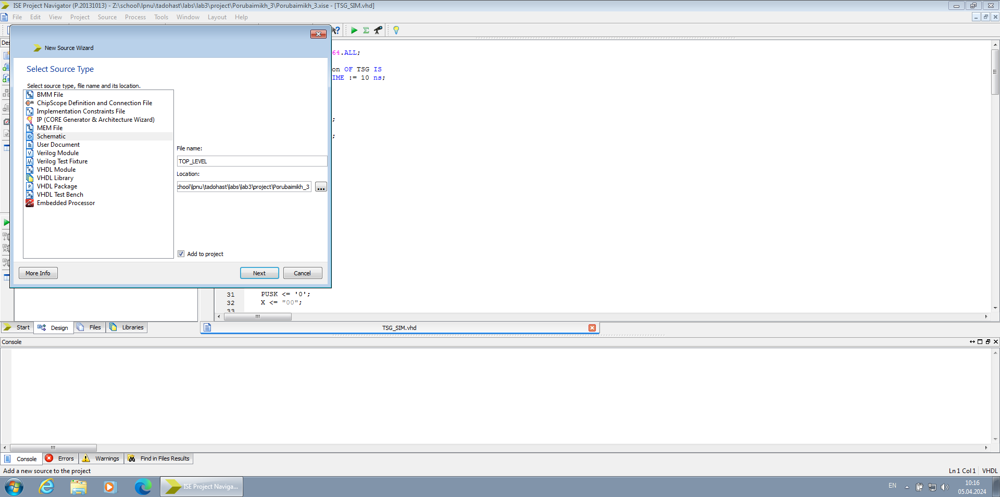 ISE Project Navigator (P.20131013) - Z:\school\lpnu\tadohast\labs\lab3\project\Porubaimikh_3\Porubaimikh_3.xise - [TSG_SIM.vhd]
File Edit View Project Source Process Tools Window Layout Help
New Source Wizard
Select Source Type
Select source type, file name and its location.
BMM File
ChipScope Definition and Connection File
Implementation Constraints File
IP (CORE Generator & Architecture Wizard)
MEM File
Schematic
User Document
Verilog Module
Verilog Test Fixture
VHDL Module
VHDL Library
VHDL Package
VHDL Test Bench
Embedded Processor
File name:
TOP_LEVEL
Location:
chool\lpnu\tadohast\labs\lab3\project\Porubaimikh_3
...
Add to project
More Info
Next
Cancel
64.ALL;
on OF TSG IS
IME := 10 ns;
;
;
31 PUSK <= '0';
32 X <= "00";
33
Start Design Files Libraries
TSG_SIM.vhd
Console
Console Errors Warnings Find in Files Results
Add a new source to the project
Ln 1 Col 1 VHDL
ISE Project Naviga...
EN
10:16
05.04.2024